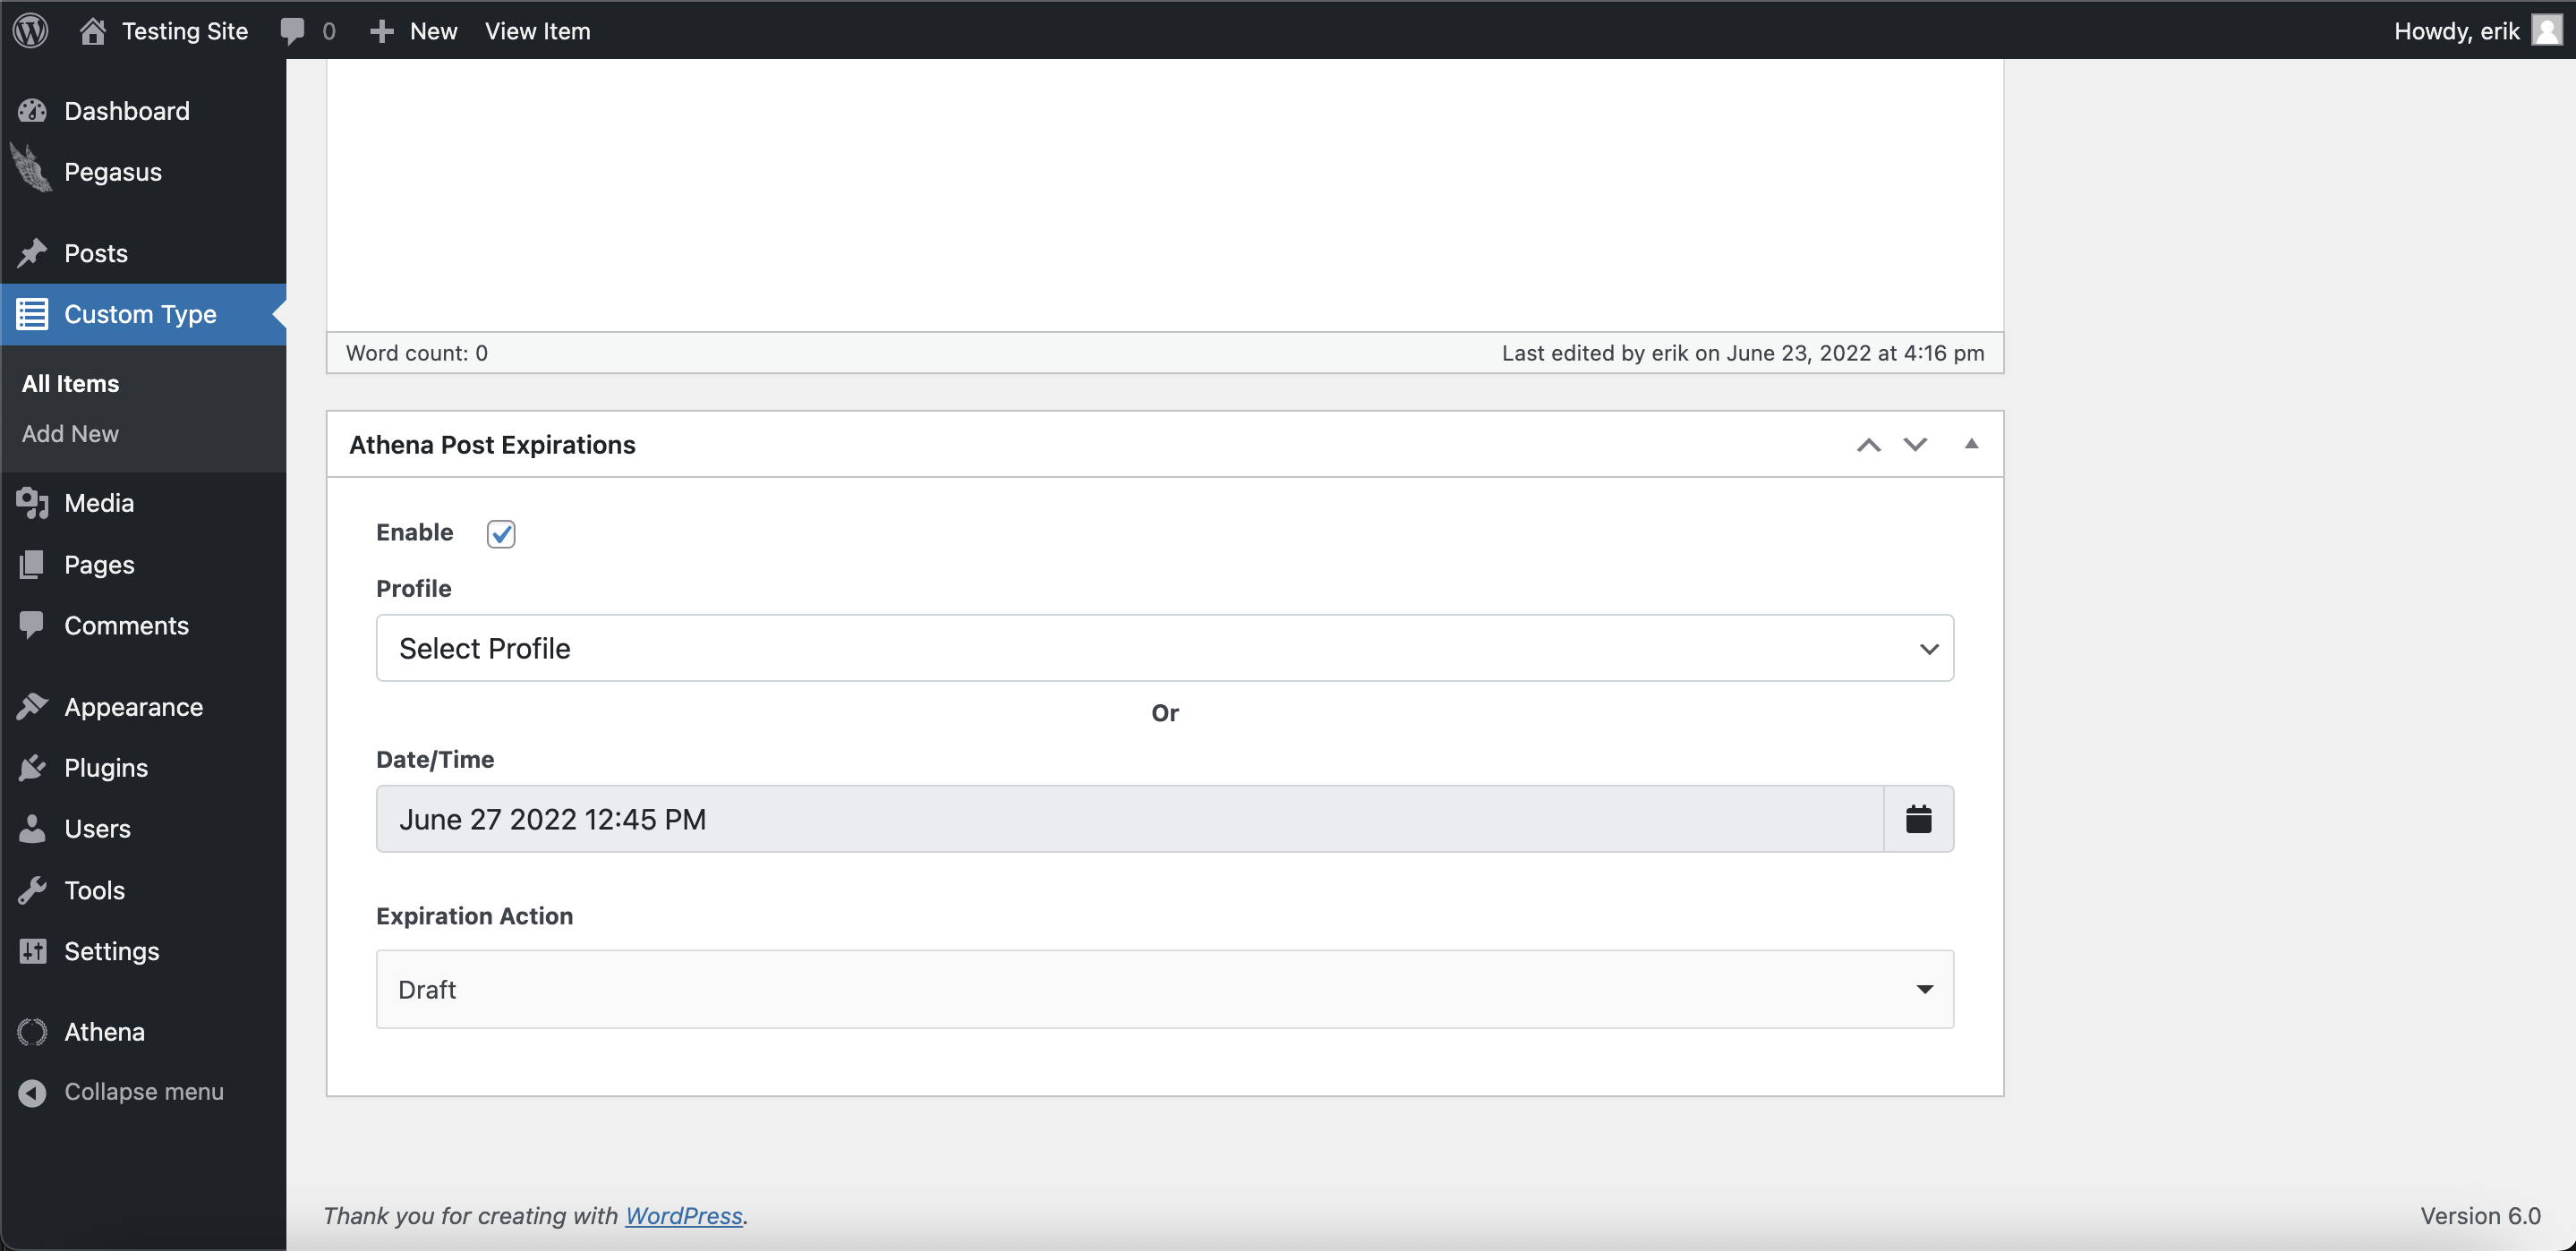 Testing Site
0
New
View Item
Howdy, erik
Dashboard
Pegasus
Posts
Custom Type
All Items
Add New
Media
Pages
Comments
Appearance
Plugins
Users
Tools
Settings
Athena
Collapse menu
Word count: 0
Last edited by erik on June 23, 2022 at 4:16 pm
Athena Post Expirations
Enable
Profile
Select Profile
Or
Date/Time
June 27 2022 12:45 PM
Expiration Action
Draft
Thank you for creating with WordPress.
Version 6.0